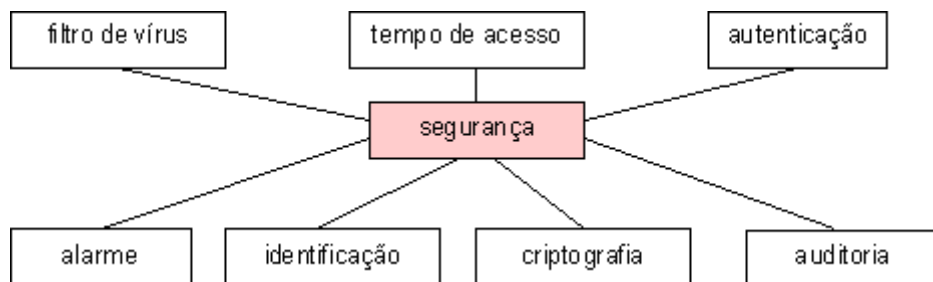 filtro de vírus
tempo de acesso
autenticação
segurança
alarme
identificação
criptografia
auditoria